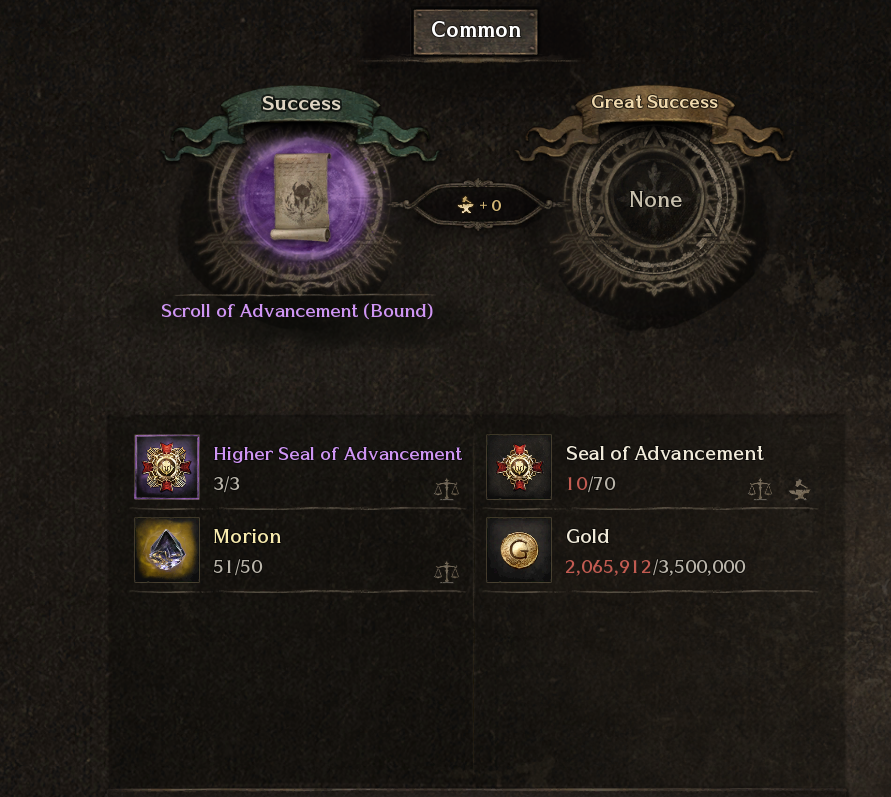 Common
Success
Great Success
+ 0
None
Scroll of Advancement (Bound)
Higher Seal of Advancement
3/3
Seal of Advancement
10/70
Morion
51/50
Gold
2,065,912/3,500,000